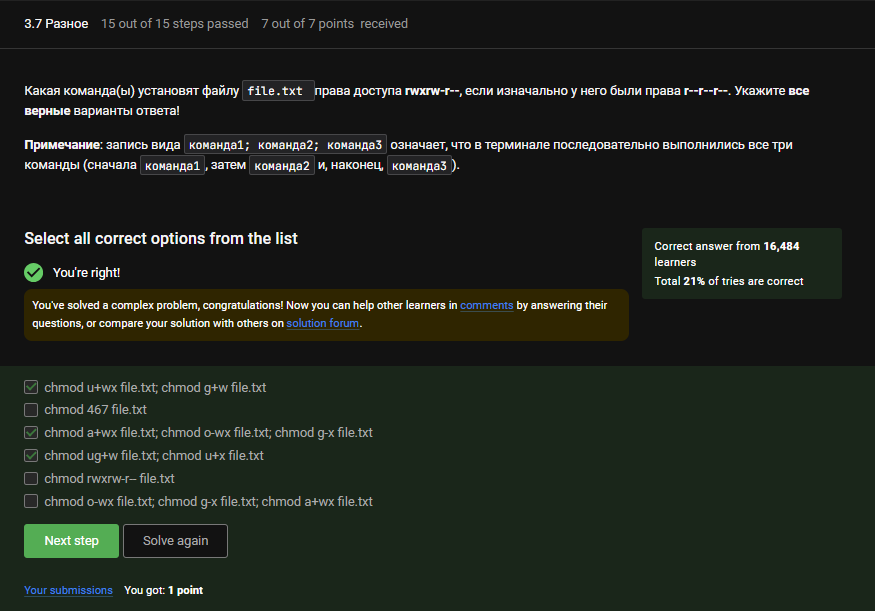 3.7 Разное 15 out of 15 steps passed 7 out of 7 points received
Какая команда(ы) установят файлу file.txt права доступа rwxrw-r--, если изначально у него были права r--r--r--. Укажите все
верные варианты ответа!
Примечание: запись вида команда1; команда2; команда3 означает, что в терминале последовательно выполнились все три
команды (сначала команда1, затем команда2 и, наконец, команда3).
Select all correct options from the list
You're right!
You've solved a complex problem, congratulations! Now you can help other learners in comments by answering their
questions, or compare your solution with others on solution forum.
Correct answer from 16,484
learners
Total 21% of tries are correct
chmod u+wx file.txt; chmod g+w file.txt
chmod 467 file.txt
chmod a+wx file.txt; chmod o-wx file.txt; chmod g-x file.txt
chmod ug+w file.txt; chmod u+x file.txt
chmod rwxrw-r-- file.txt
chmod o-wx file.txt; chmod g-x file.txt; chmod a+wx file.txt
Next step Solve again
Your submissions You got: 1 point